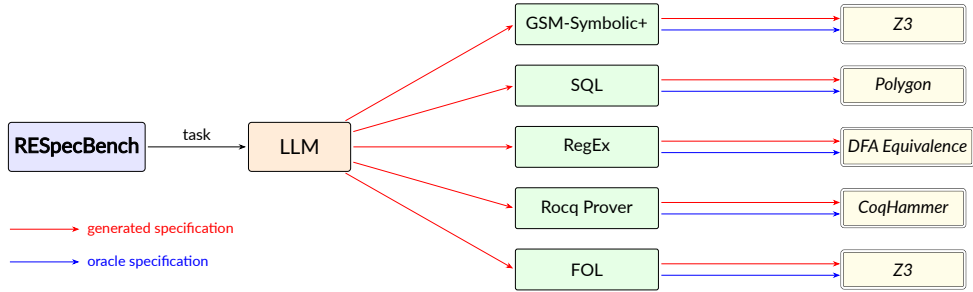 GSM-Symbolic+
Z3
SQL
Polygon
RESpecBench
task
LLM
RegEx
DFA Equivalence
Rocq Prover
CoqHammer
generated specification
oracle specification
FOL
Z3